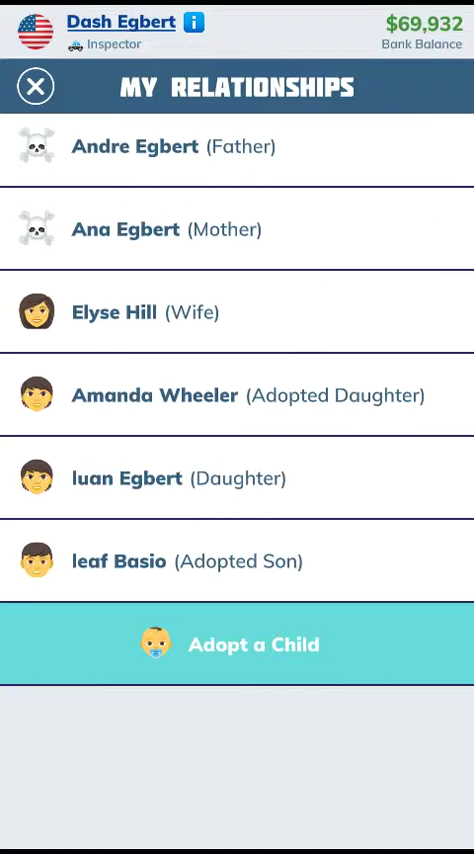 Dash Egbert i
$69,932
Inspector
Bank Balance
MY RELATIONSHIPS
Andre Egbert (Father)
Ana Egbert (Mother)
Elyse Hill (Wife)
Amanda Wheeler (Adopted Daughter)
luan Egbert (Daughter)
leaf Basio (Adopted Son)
Adopt a Child